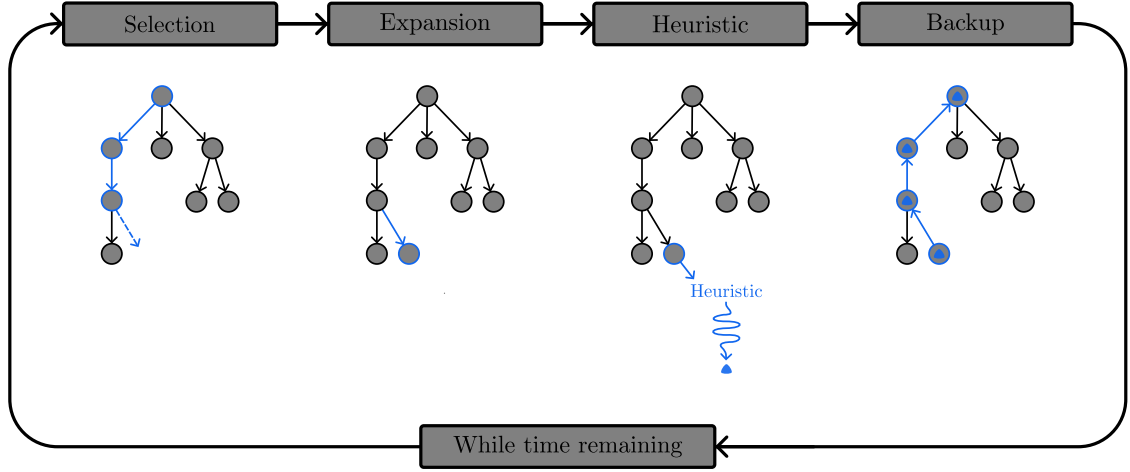 Selection
Expansion
Heuristic
Backup
Heuristic
While time remaining